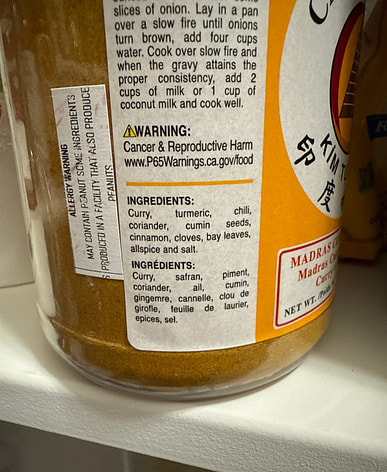 slices of onion. Lay in a pan
over a slow fire until onions
turn brown, add four cups
water. Cook over slow fire and
when the gravy attains the
proper consistency, add 2
cups of milk or 1 cup of
coconut milk and cook well.
⚠WARNING:
Cancer & Reproductive Harm
www.P65Warnings.ca.gov/food
INGREDIENTS:
Curry, turmeric, chili,
coriander, cumin seeds,
cinnamon, cloves, bay leaves,
allspice and salt.
INGRÉDIENTS:
Curry, safran, piment,
coriander, ail, cumin,
gingemre, cannelle, clou de
girofle, feuille de laurier,
epices, sel.
ALLERGY WARNING
MAY CONTAIN PEANUT SOME INGREDIENTS
PRODUCED IN A FACILITY THAT ALSO PRODUCE
PEANUTS
KIM
印度
MADRAS
Madras
NET WT.